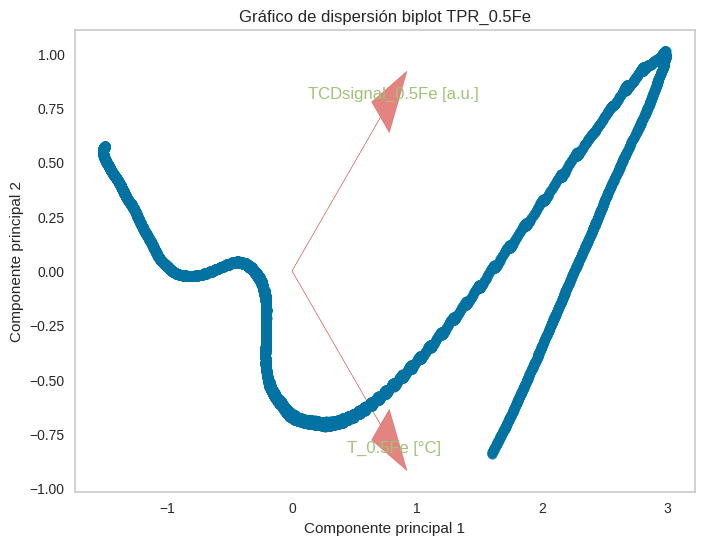 Gráfico de dispersión biplot TPR_0.5Fe
1.00
0.75
0.50
0.25
0.00
−0.25
−0.50
−0.75
−1.00
Componente principal 2
TCDsignal_0.5Fe [a.u.]
T_0.5Fe [°C]
−1
0
1
2
3
Componente principal 1